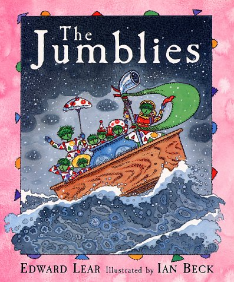 The
Jumblies
EDWARD LEAR Illustrated by IAN BECK